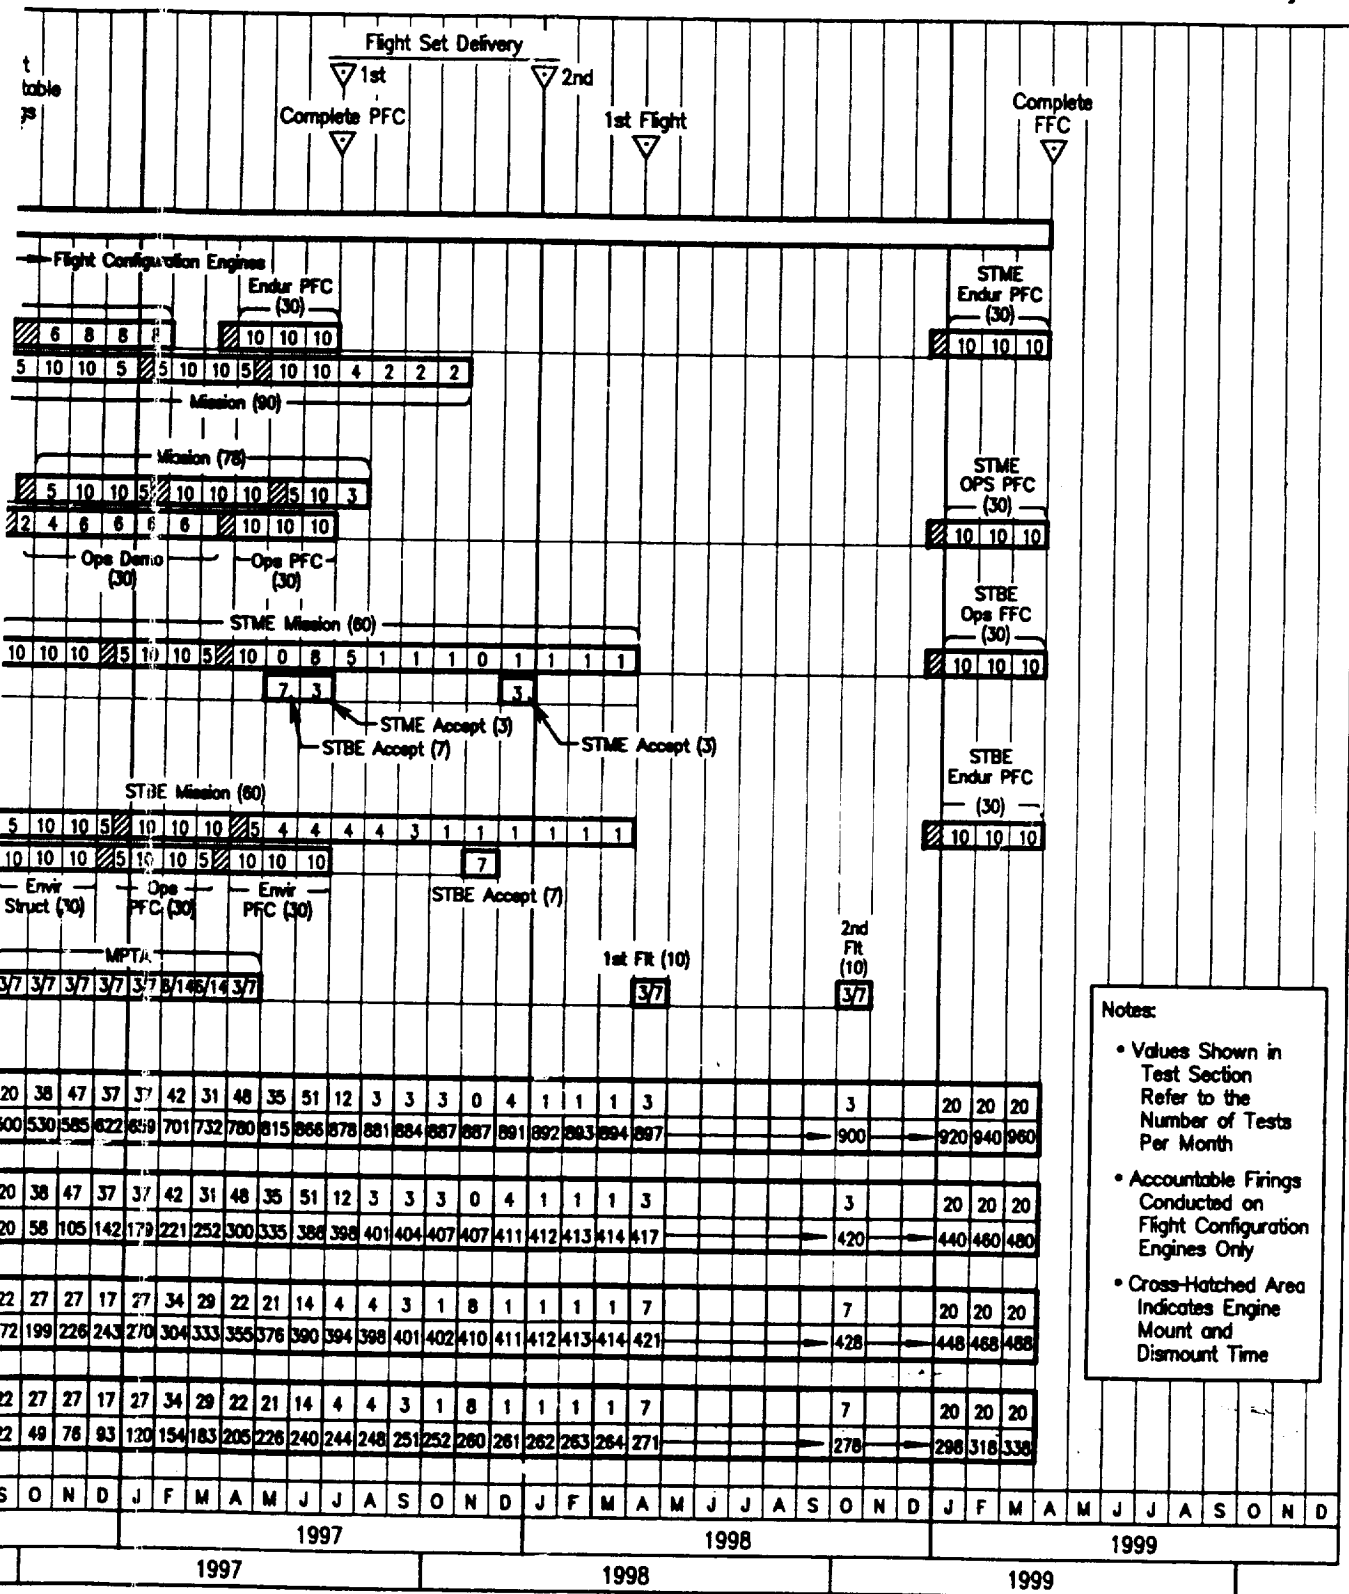 Flight Set Delivery
t
table
gs
1st
2nd
Complete PFC
1st Flight
Complete
FFC
Flight Configuration Engines
Endur PFC
(30)
STME
Endur PFC
(30)
6 8 8 8
10 10 10
10 10 10
5 10 10 5 5 10 10 5 10 10 4 2 2 2
Mission (90)
Mission (78)
STME
OPS PFC
(30)
5 10 10 5 10 10 10 5 10 3
2 4 6 6 6 6 10 10 10
10 10 10
Ops Demo
(30)
Ops PFC
(30)
STBE
Ops FFC
(30)
STME Mission (60)
10 10 10 5 10 10 5 10 0 8 5 1 1 1 0 1 1 1 1
10 10 10
7 3
3
STME Accept (3)
STBE Accept (7)
STME Accept (3)
STBE
Endur PFC
(30)
STBE Mission (60)
5 10 10 5 10 10 10 5 4 4 4 4 3 1 1 1 1 1 1
10 10 10
10 10 10 5 10 10 5 10 10 10
7
Envir
Struct (30)
Ops
PFC (30)
Envir
PFC (30)
STBE Accept (7)
MPTA
1st Flt (10)
2nd
Flt
(10)
3/7 3/7 3/7 3/7 3/7 6/14 6/14 3/7
3/7
3/7
20 38 47 37 37 42 31 48 35 51 12 3 3 3 0 4 1 1 1 3 3 20 20 20
500 530 585 622 659 701 732 780 815 866 878 881 884 887 887 891 892 893 894 897 900 920 940 960
20 38 47 37 37 42 31 48 35 51 12 3 3 3 0 4 1 1 1 3 3 20 20 20
20 58 105 142 179 221 252 300 335 386 398 401 404 407 407 411 412 413 414 417 420 440 460 480
22 27 27 17 27 34 29 22 21 14 4 4 3 1 8 1 1 1 1 7 7 20 20 20
72 199 226 243 270 304 333 355 376 390 394 398 401 402 410 411 412 413 414 421 428 448 468 488
22 27 27 17 27 34 29 22 21 14 4 4 3 1 8 1 1 1 1 7 7 20 20 20
22 49 76 93 120 154 183 205 226 240 244 248 251 252 260 261 262 263 264 271 278 298 318 338
S O N D J F M A M J J A S O N D J F M A M J J A S O N D J F M A M J J A S O N D
1997 1998 1999
1997 1998 1999
Notes:
• Values Shown in
Test Section
Refer to the
Number of Tests
Per Month
• Accountable Firings
Conducted on
Flight Configuration
Engines Only
• Cross-Hatched Area
Indicates Engine
Mount and
Dismount Time